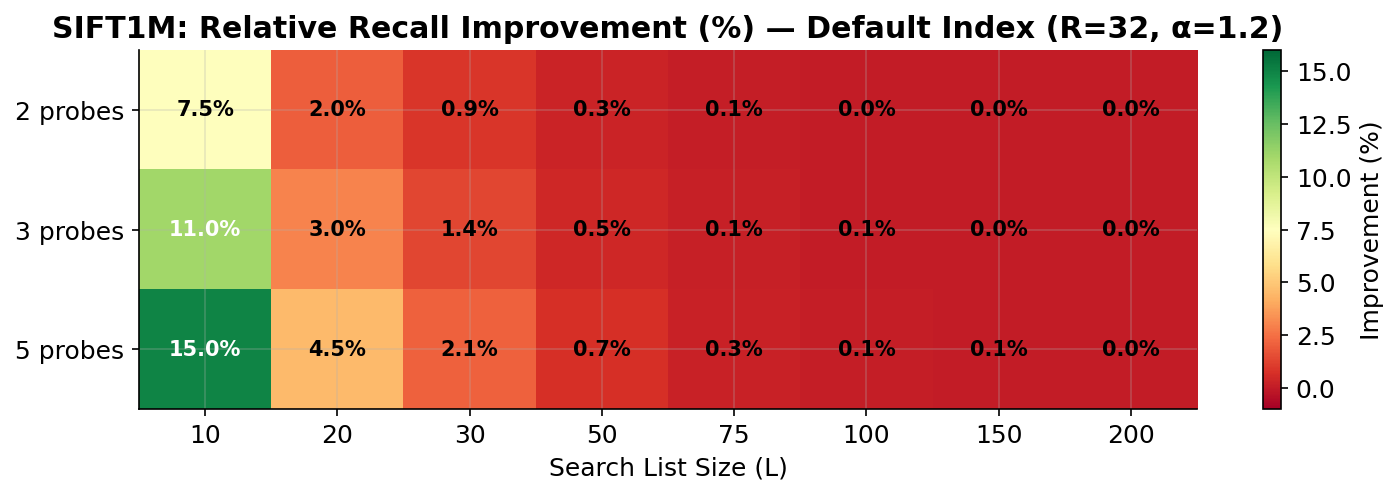 SIFT1M: Relative Recall Improvement (%) — Default Index (R=32, α=1.2)
2 probes 7.5% 2.0% 0.9% 0.3% 0.1% 0.0% 0.0% 0.0%
3 probes 11.0% 3.0% 1.4% 0.5% 0.1% 0.1% 0.0% 0.0%
5 probes 15.0% 4.5% 2.1% 0.7% 0.3% 0.1% 0.1% 0.0%
10 20 30 50 75 100 150 200
Search List Size (L)
15.0
12.5
10.0
7.5
5.0
2.5
0.0
Improvement (%)